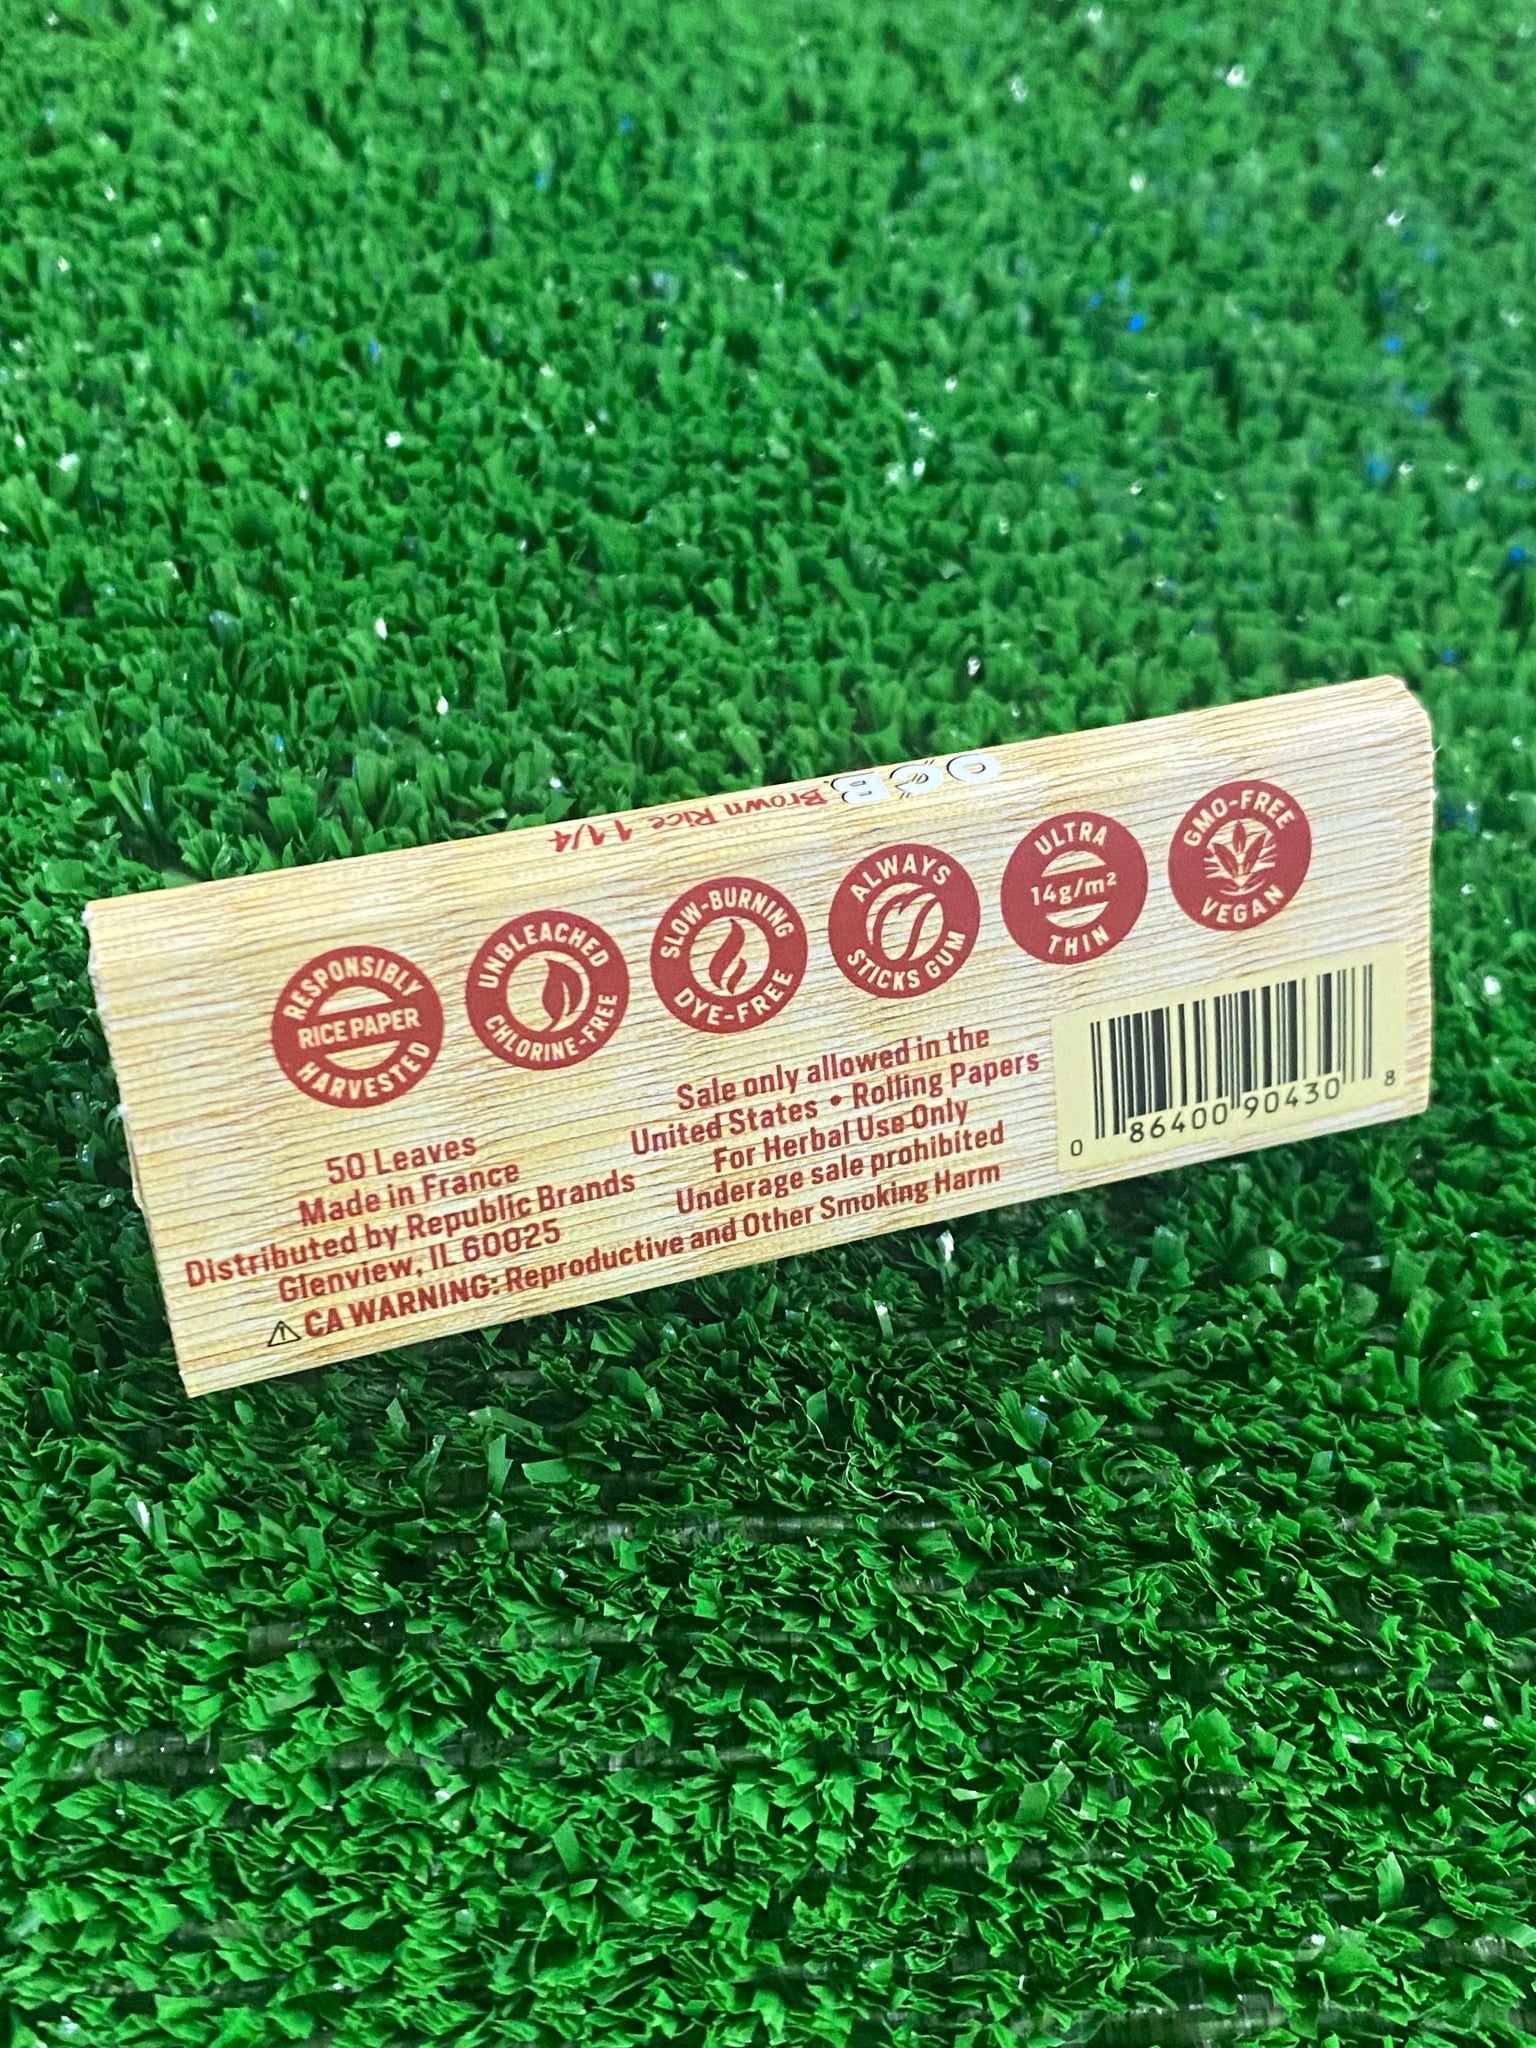 OCB. Brown Rice 1 1/4
RESPONSIBLY
RICE PAPER
HARVESTED
UNBLEACHED
CHLORINE-FREE
SLOW-BURNING
DYE-FREE
ALWAYS
STICKS GUM
ULTRA
14g/m²
THIN
GMO-FREE
VEGAN
50 Leaves
Made in France
Distributed by Republic Brands
Glenview, IL 60025
Sale only allowed in the
United States • Rolling Papers
For Herbal Use Only
Underage sale prohibited
⚠ CA WARNING: Reproductive and Other Smoking Harm
0 86400 90430 8